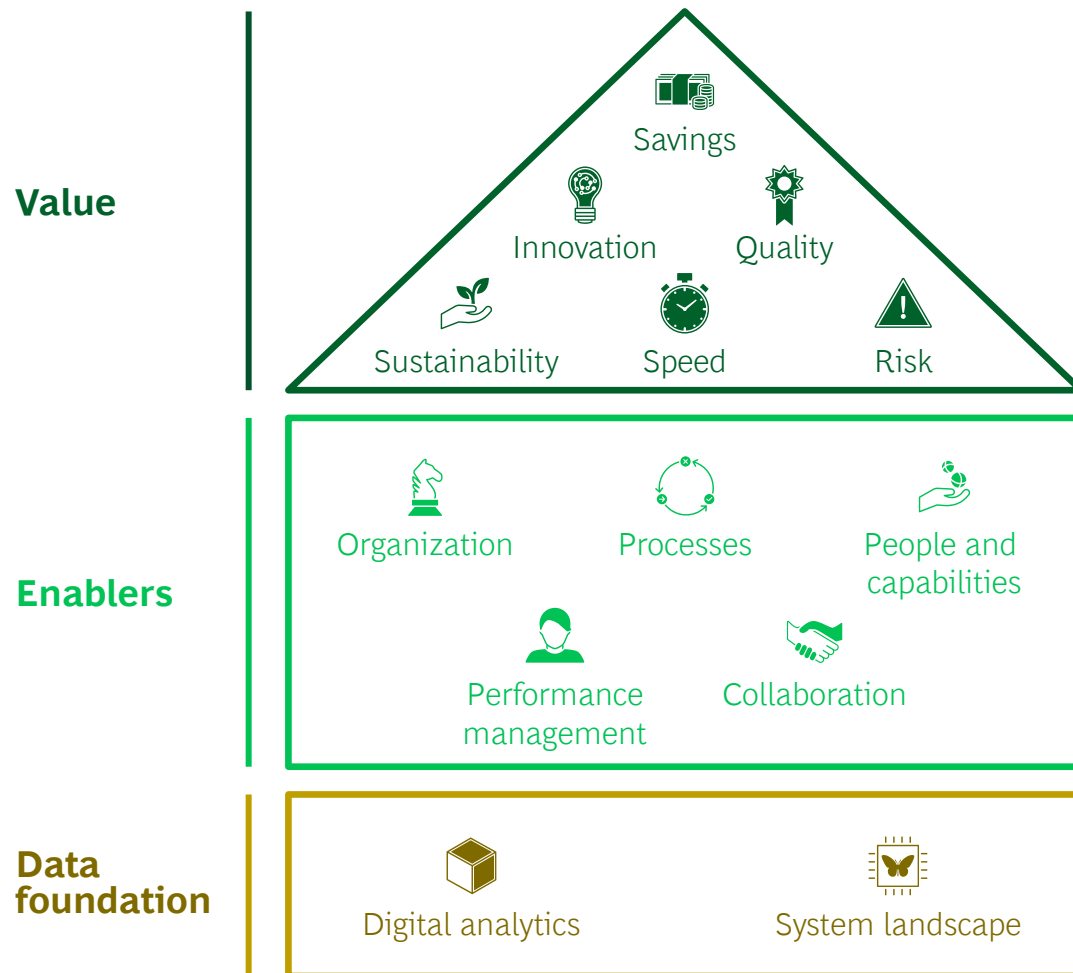 Value
Savings
Innovation
Quality
Sustainability
Speed
Risk
Enablers
Organization
Processes
People and
capabilities
Performance
management
Collaboration
Data
foundation
Digital analytics
System landscape